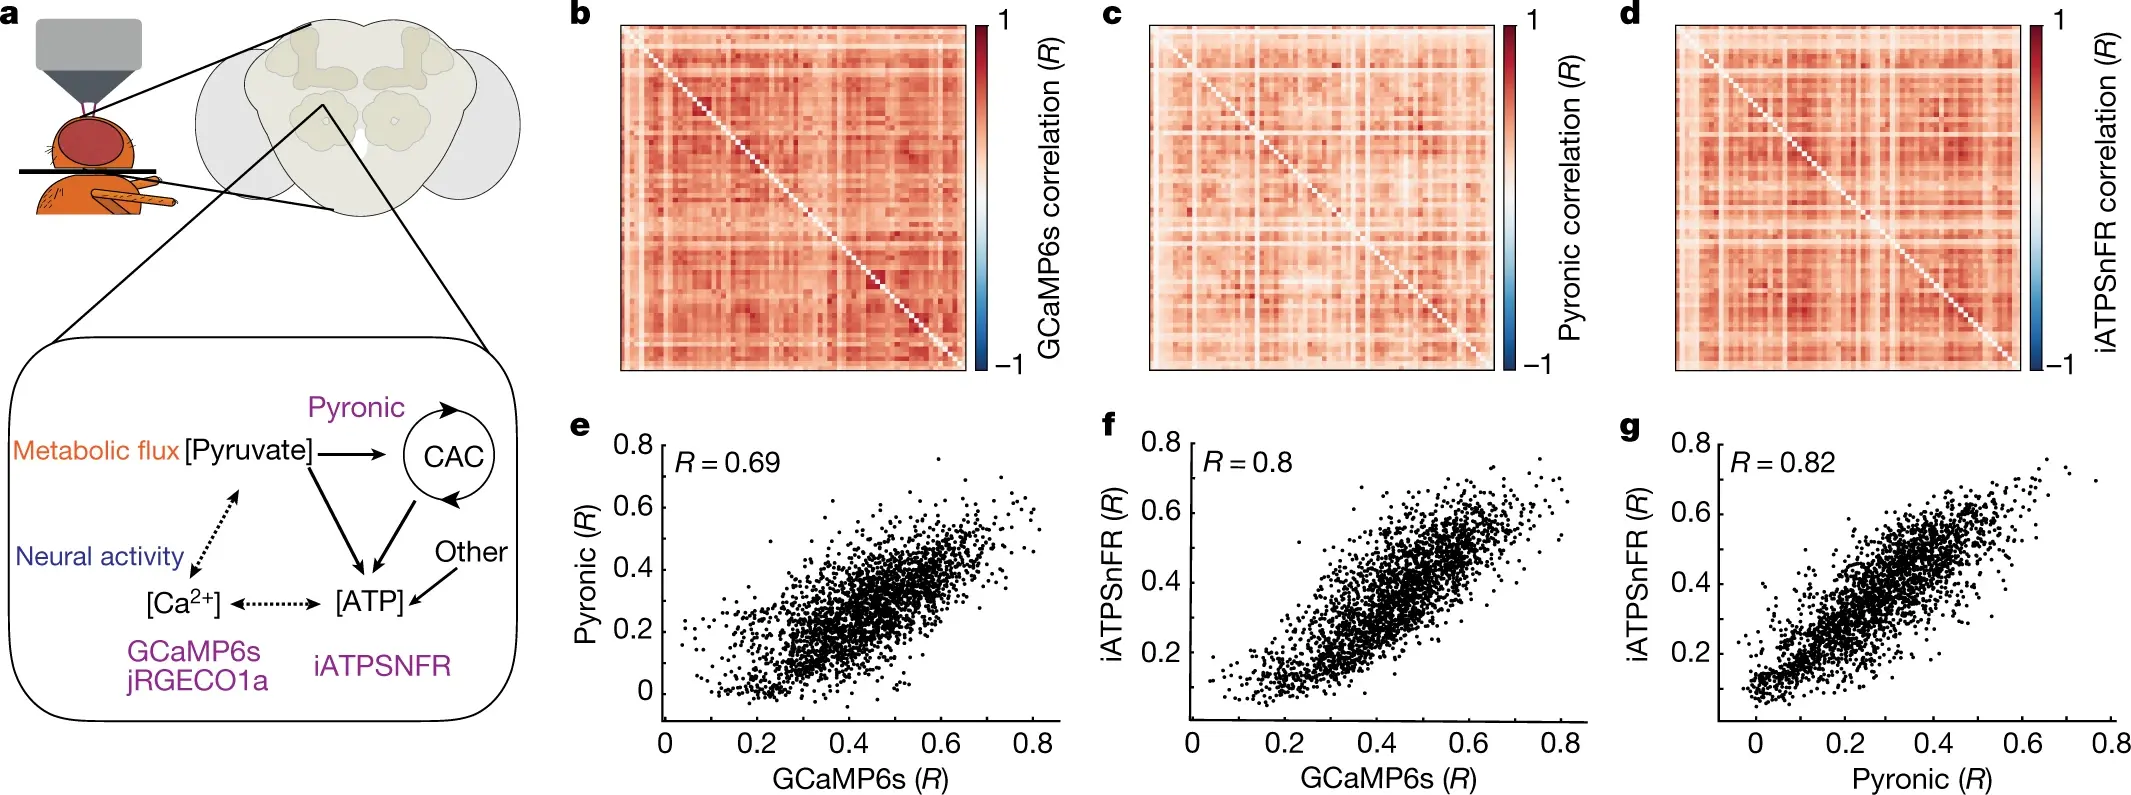 a
Pyronic
Metabolic flux [Pyruvate]
CAC
Neural activity
Other
[Ca2+]
[ATP]
GCaMP6s
jRGECO1a
iATPSNFR
b
1
GCaMP6s correlation (R)
−1
c
1
Pyronic correlation (R)
−1
d
1
iATPSnFR correlation (R)
−1
e
R = 0.69
Pyronic (R)
0.8
0.6
0.4
0.2
0
0 0.2 0.4 0.6 0.8
GCaMP6s (R)
f
R = 0.8
iATPSnFR (R)
0.8
0.6
0.4
0.2
0 0.2 0.4 0.6 0.8
GCaMP6s (R)
g
R = 0.82
iATPSnFR (R)
0.8
0.6
0.4
0.2
0 0.2 0.4 0.6 0.8
Pyronic (R)